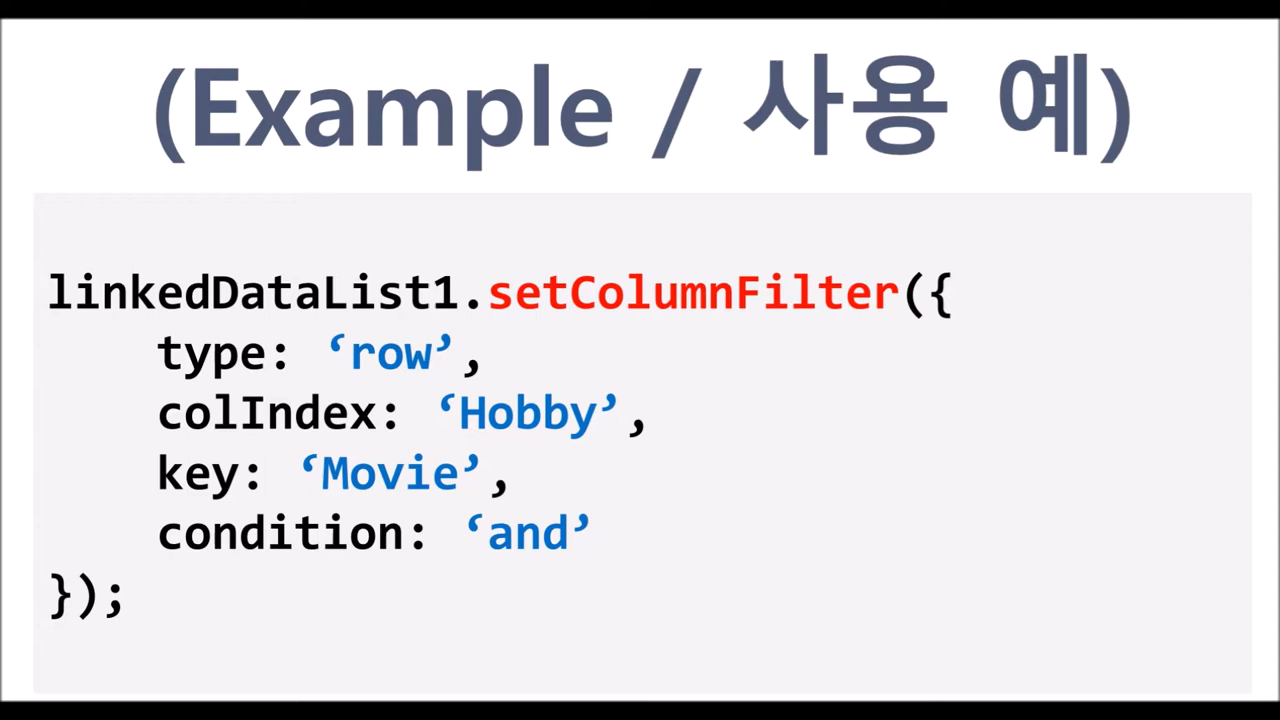 (Example / 사용 예)
linkedDataList1.setColumnFilter({
    type: ‘row’,
    colIndex: ‘Hobby’,
    key: ‘Movie’,
    condition: ‘and’
});